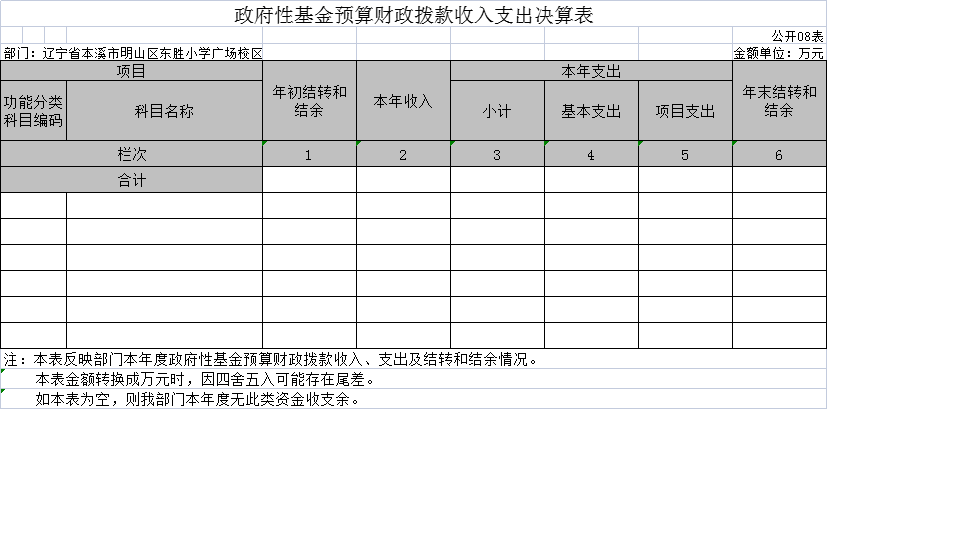 政府性基金预算财政拨款收入支出决算表
公开08表
部门：辽宁省本溪市明山区东胜小学广场校区
金额单位：万元
项目
年初结转和
结余
本年收入
本年支出
年末结转和
结余
功能分类
科目编码
科目名称
小计
基本支出
项目支出
栏次
1
2
3
4
5
6
合计
注：本表反映部门本年度政府性基金预算财政拨款收入、支出及结转和结余情况。
本表金额转换成万元时，因四舍五入可能存在尾差。
如本表为空，则我部门本年度无此类资金收支余。